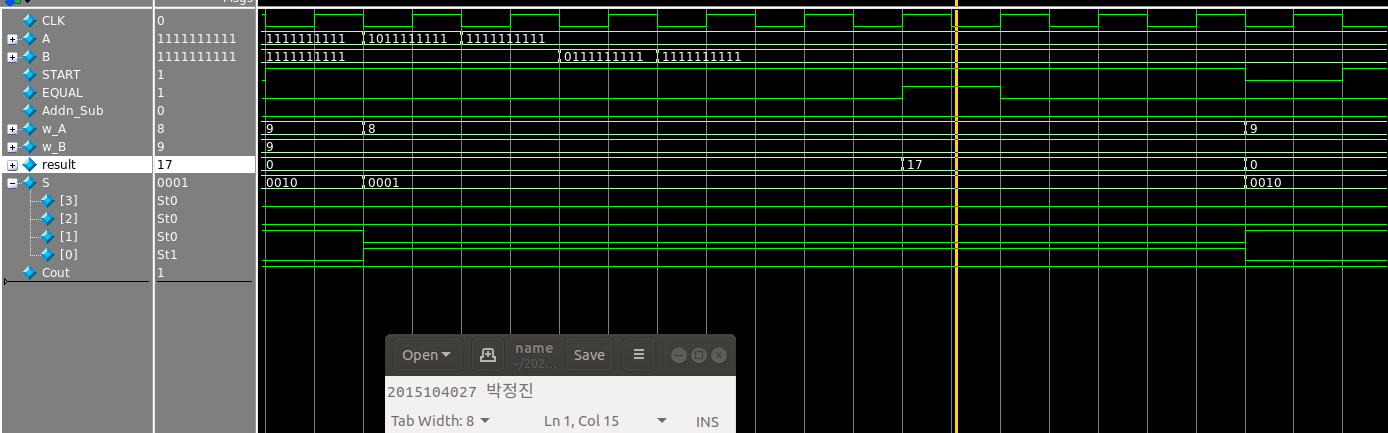 Msgs
CLK 0
A 1111111111 1111111111 1011111111 1111111111
B 1111111111 1111111111 0111111111 1111111111
START 1
EQUAL 1
Addn_Sub 0
w_A 8 9 8 9
w_B 9 9
result 17 0 17 0
S 0001 0010 0001 0010
[3] St0
[2] St0
[1] St0
[0] St1
Cout 1
Open name Save
~/202...
2015104027 박정진
Tab Width: 8 Ln 1, Col 15 INS